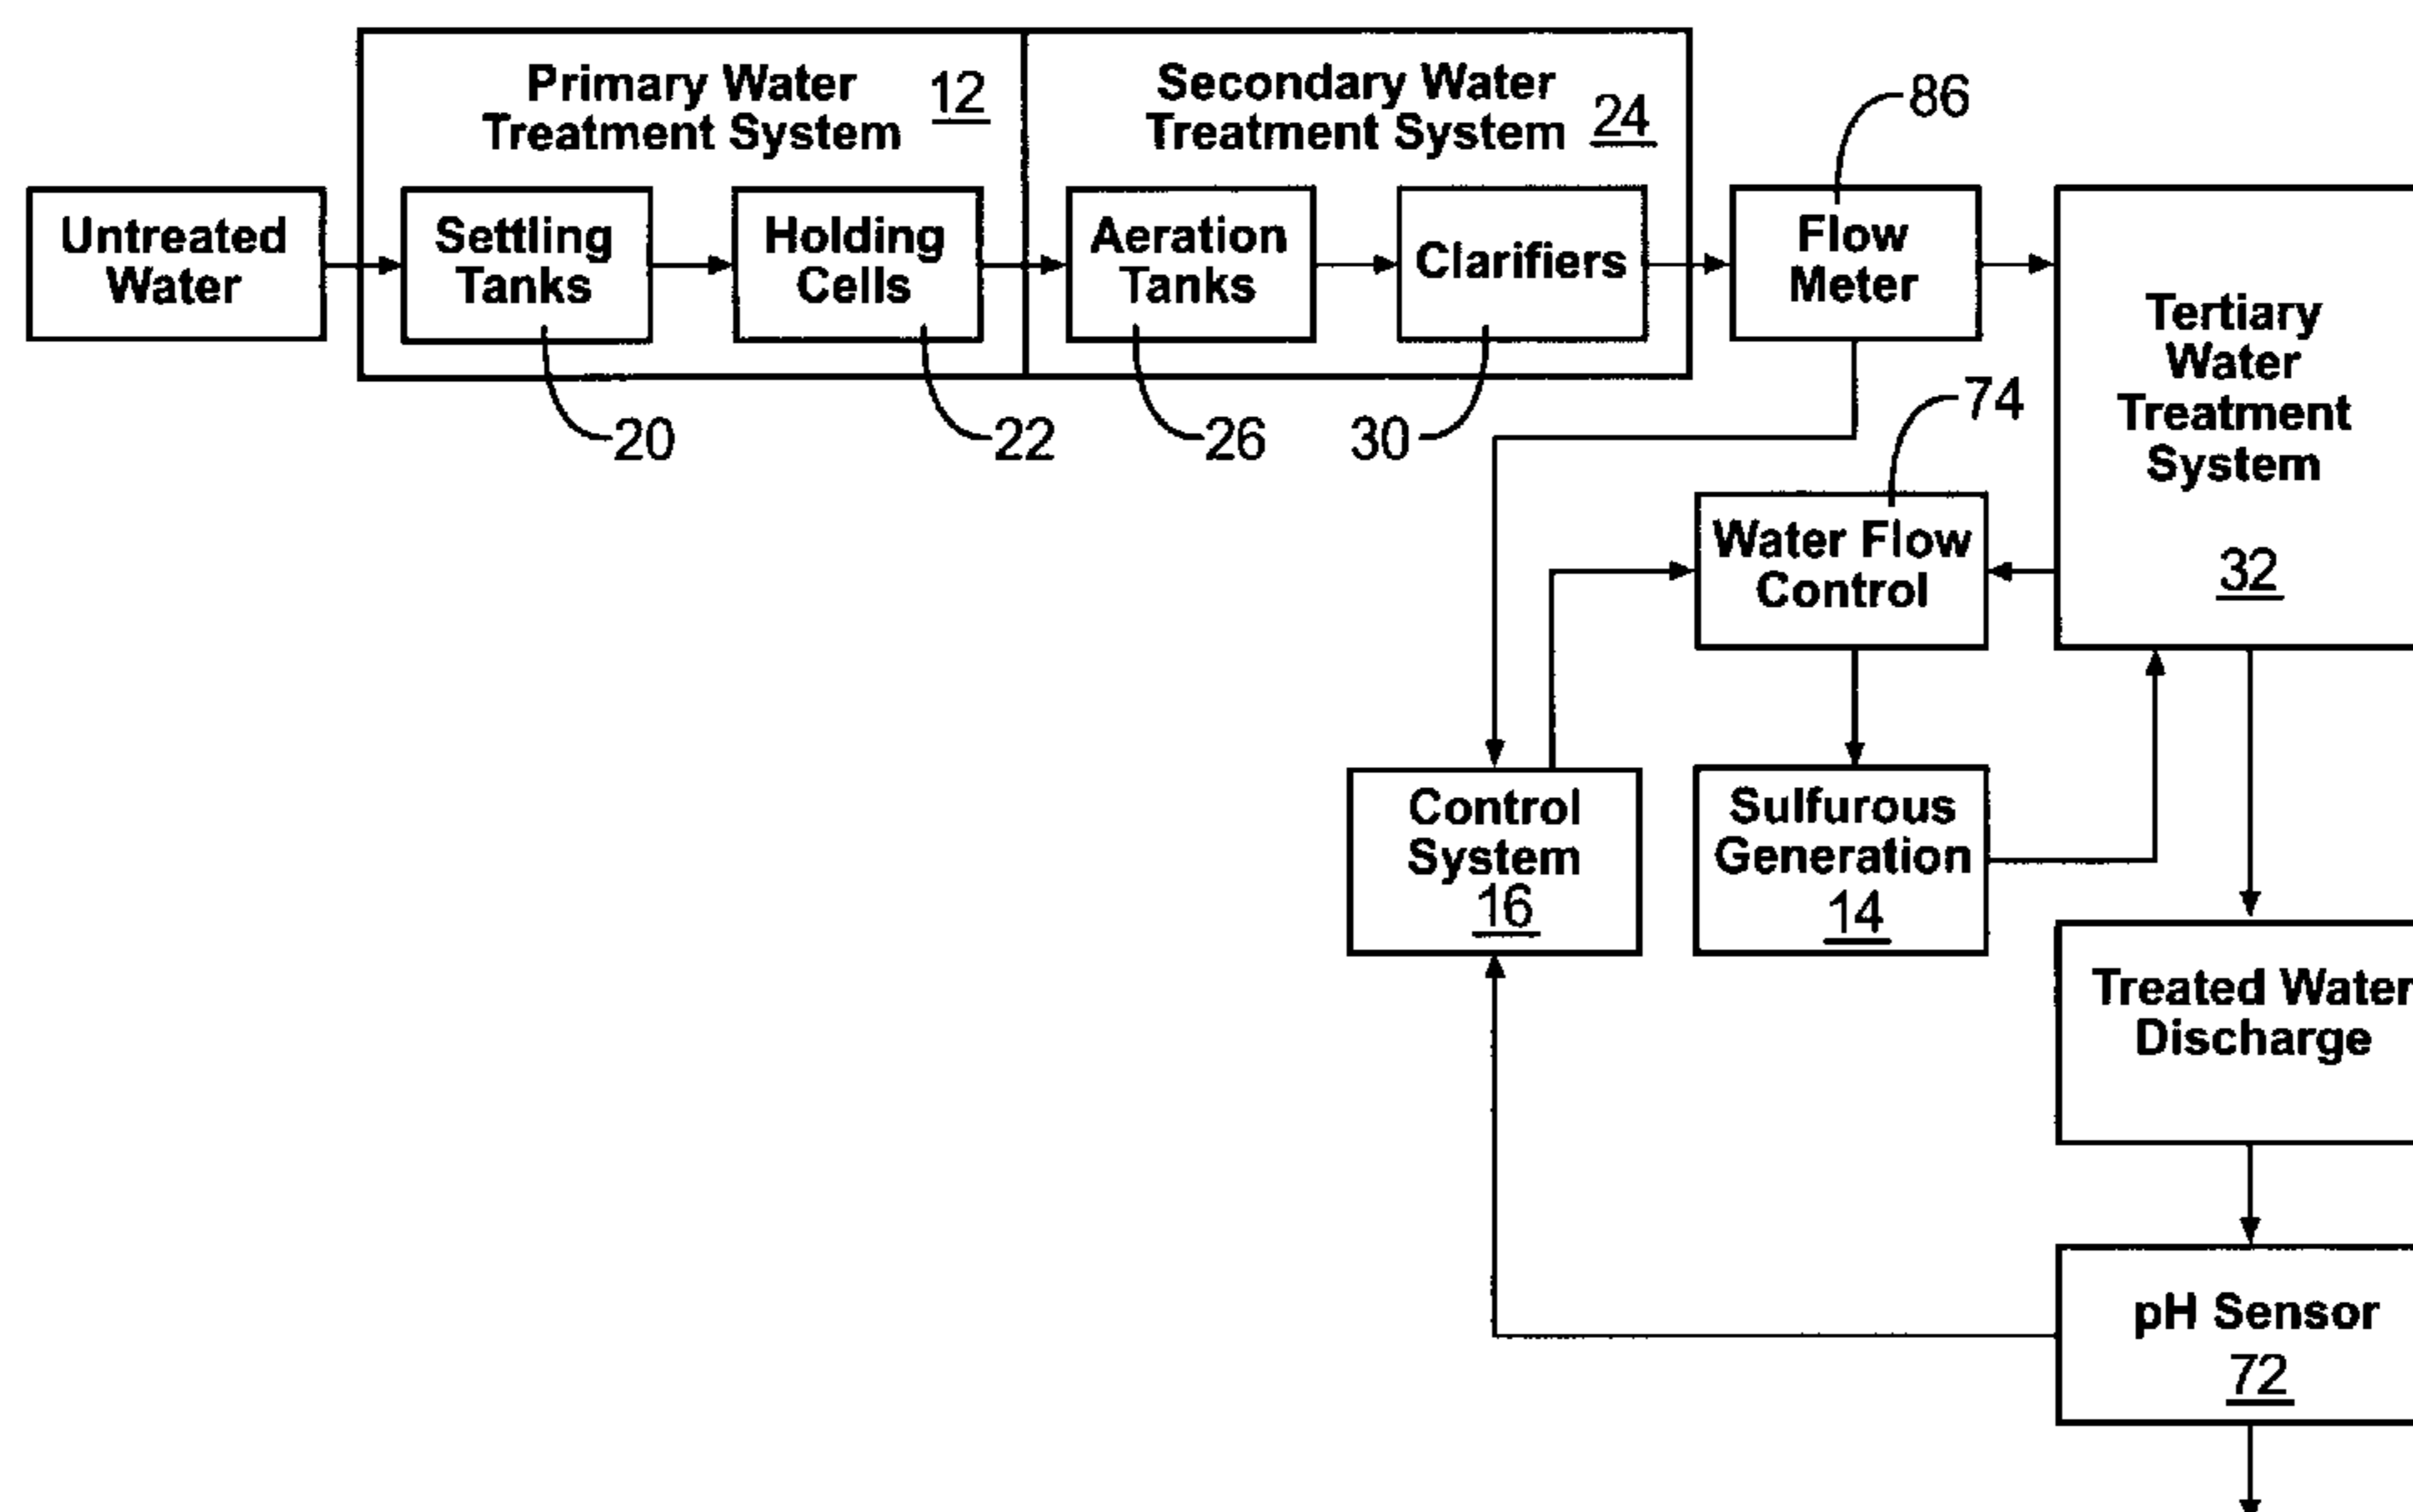 Primary Water
Treatment System
12
Secondary Water
Treatment System
24
86
Untreated
Water
Settling
Tanks
Holding
Cells
Aeration
Tanks
Clarifiers
Flow
Meter
Tertiary
Water
Treatment
System
32
20
22
26
30
74
Water Flow
Control
Control
System
16
Sulfurous
Generation
14
Treated Water
Discharge
pH Sensor
72